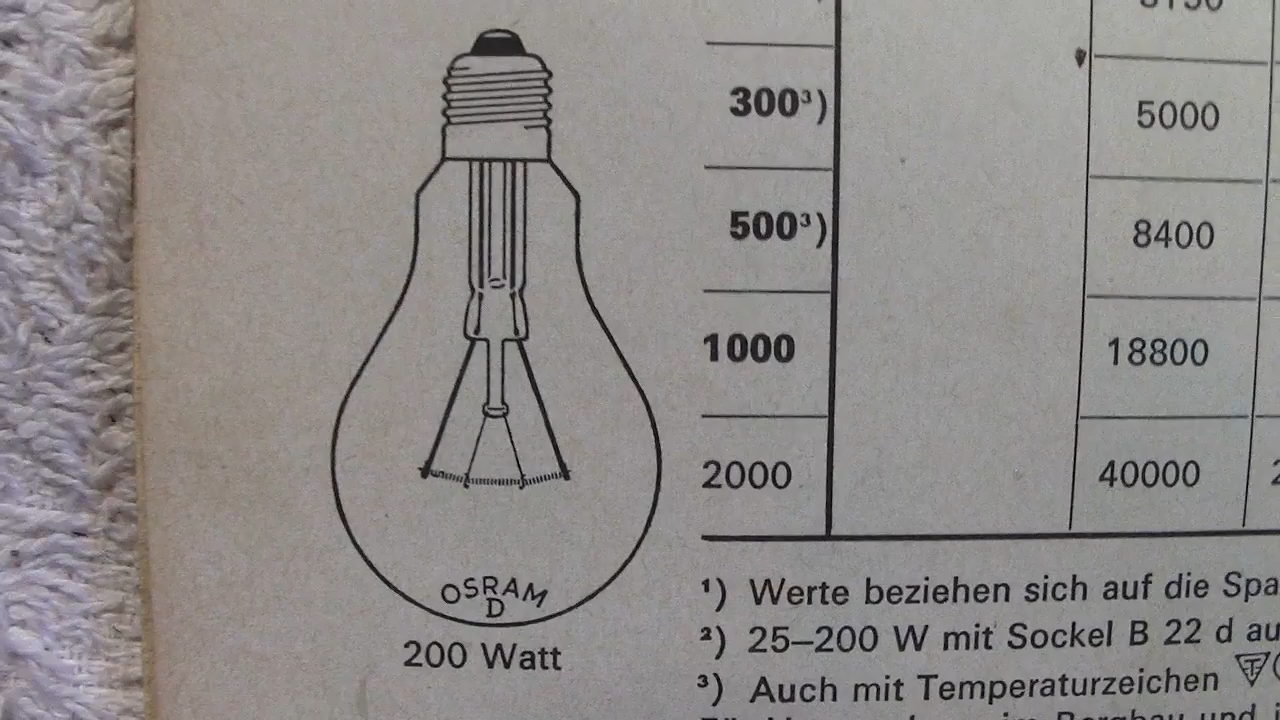 300³) 5000
500³) 8400
1000 18800
2000 40000
OSRAM
D
200 Watt
¹) Werte beziehen sich auf die
²) 25–200 W mit Sockel B 22 d
³) Auch mit Temperaturzeichen